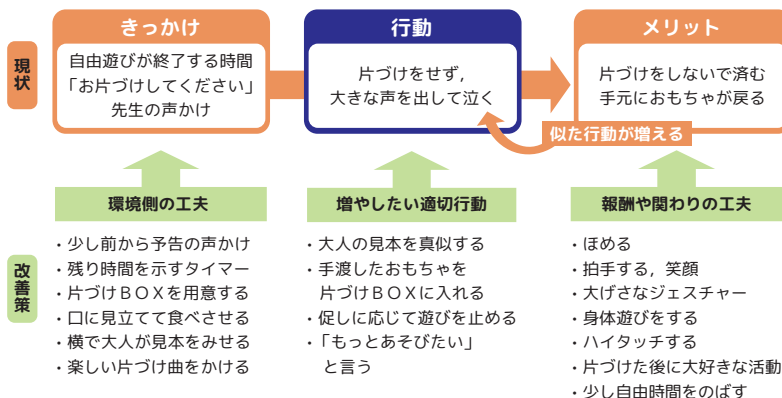 現状
きっかけ
自由遊びが終了する時間
「お片づけしてください」
先生の声かけ
行動
片づけをせず，
大きな声を出して泣く
メリット
片づけをしないで済む
手元におもちゃが戻る
似た行動が増える
改善策
環境側の工夫
・少し前から予告の声かけ
・残り時間を示すタイマー
・片づけＢＯＸを用意する
・口に見立てて食べさせる
・横で大人が見本をみせる
・楽しい片づけ曲をかける
増やしたい適切行動
・大人の見本を真似する
・手渡したおもちゃを
片づけＢＯＸに入れる
・促しに応じて遊びを止める
・「もっとあそびたい」
と言う
報酬や関わりの工夫
・ほめる
・拍手する，笑顔
・大げさなジェスチャー
・身体遊びをする
・ハイタッチする
・片づけた後に大好きな活動
・少し自由時間をのばす